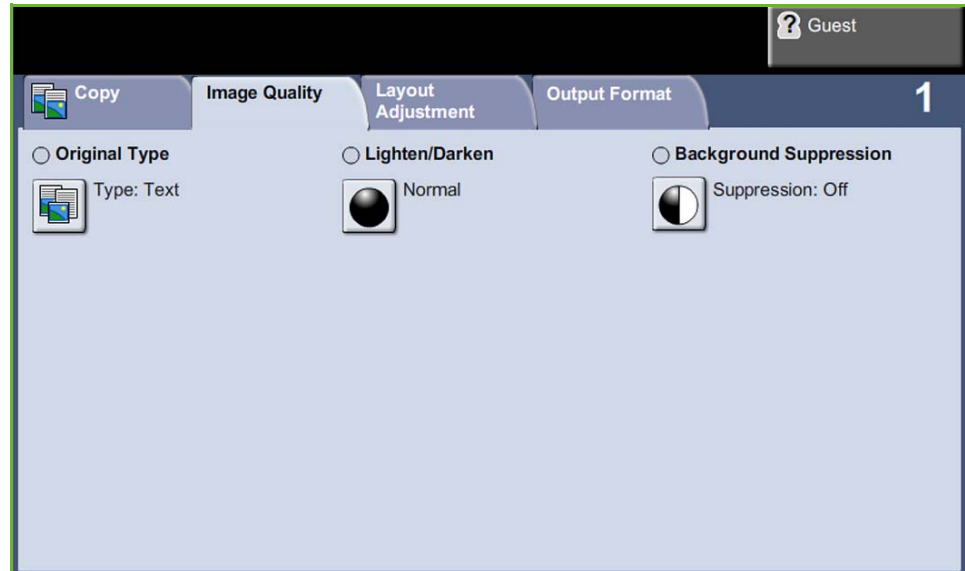 Guest
Copy
Image Quality
Layout
Adjustment
Output Format
1
Original Type
Lighten/Darken
Background Suppression
Type: Text
Normal
Suppression: Off